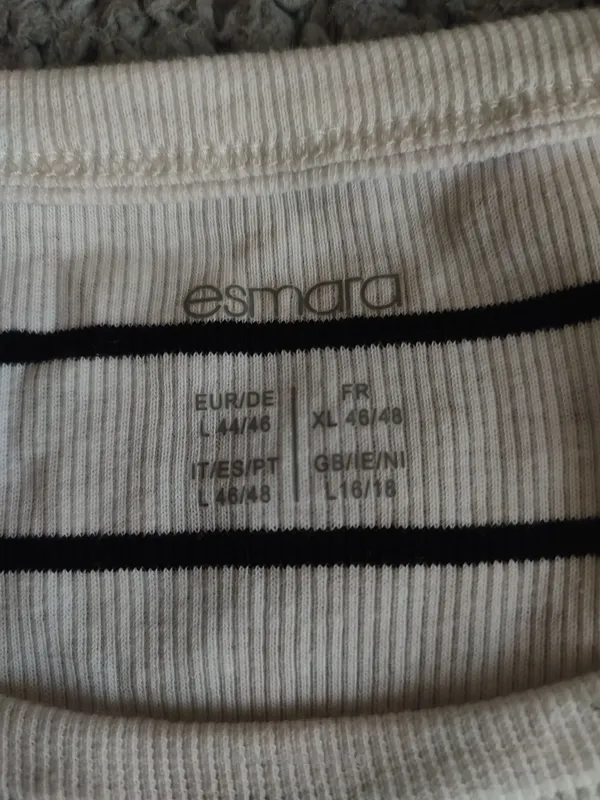 esmara
EUR/DE
L 44/46
FR
XL 46/48
IT/ES/PT
L 46/48
GB/IE/NI
L16/18